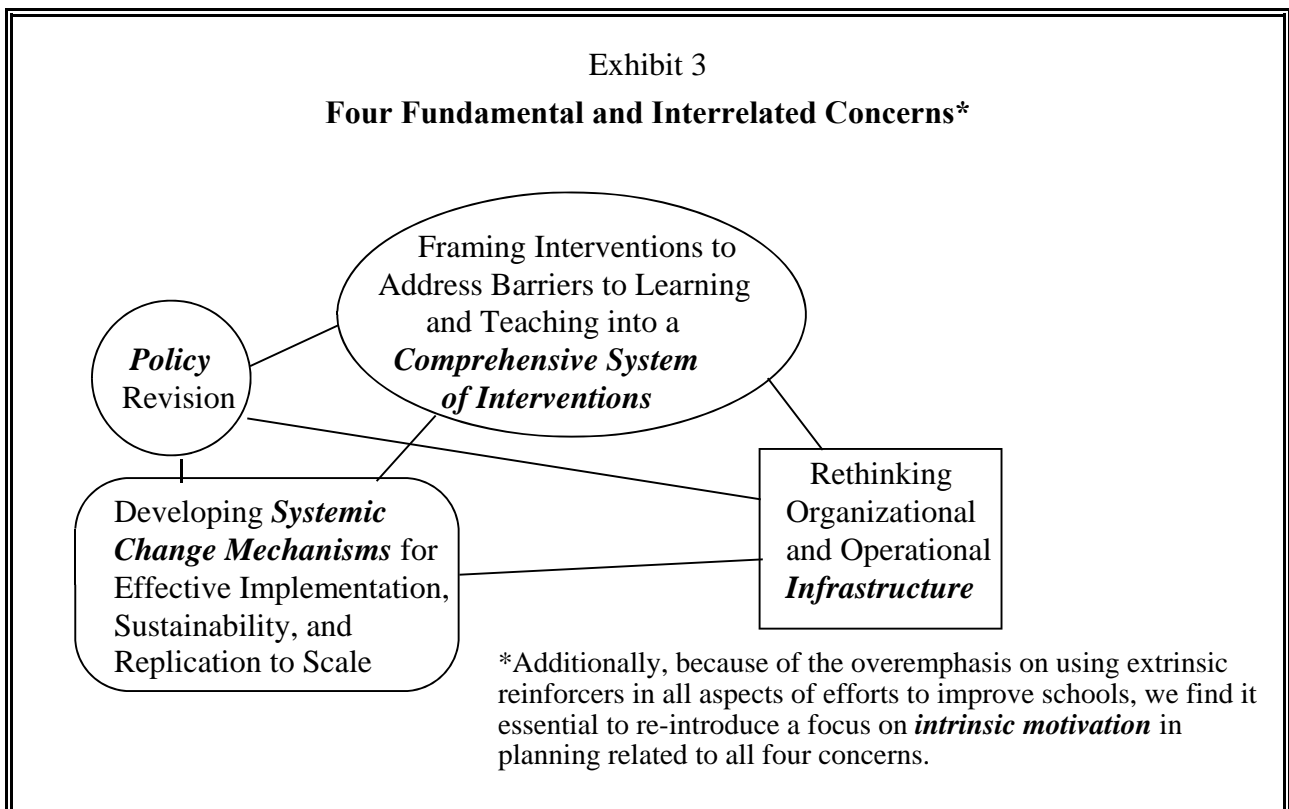 Exhibit 3
Four Fundamental and Interrelated Concerns*
Framing Interventions to
Address Barriers to Learning
and Teaching into a
Comprehensive System
of Interventions
Policy
Revision
Developing Systemic
Change Mechanisms for
Effective Implementation,
Sustainability, and
Replication to Scale
Rethinking
Organizational
and Operational
Infrastructure
*Additionally, because of the overemphasis on using extrinsic
reinforcers in all aspects of efforts to improve schools, we find it
essential to re-introduce a focus on intrinsic motivation in
planning related to all four concerns.